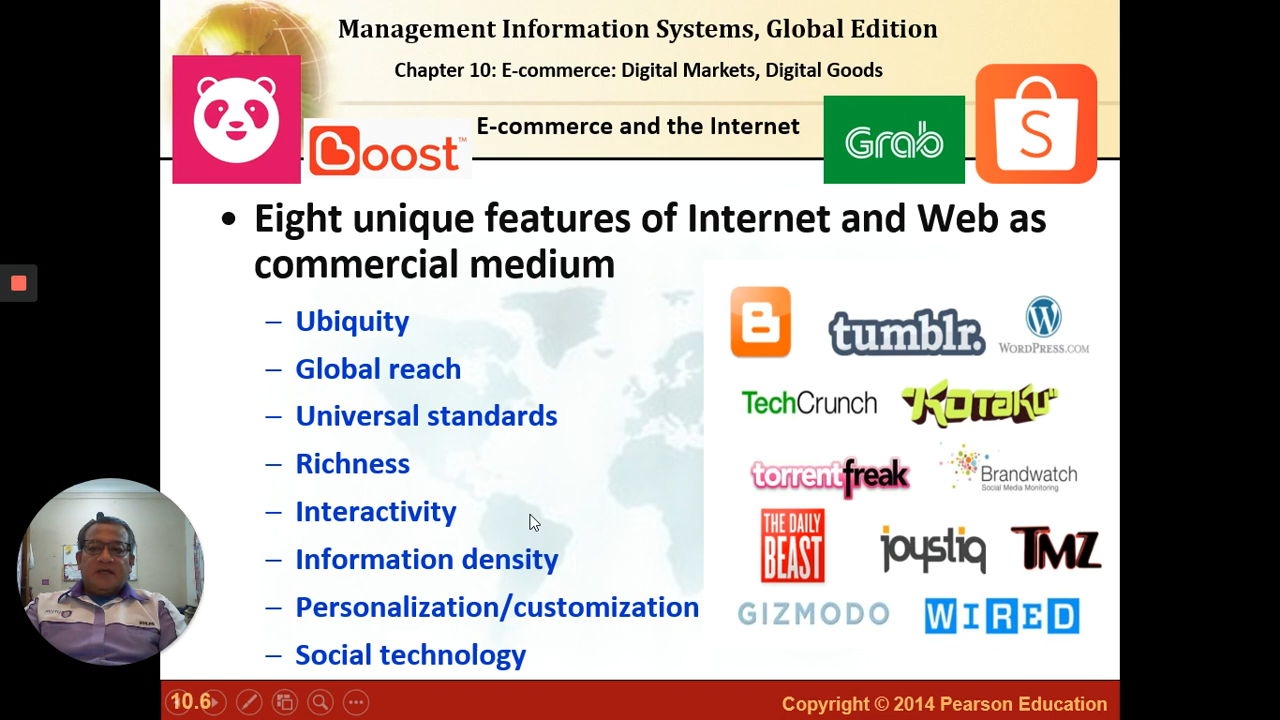 Management Information Systems, Global Edition
Chapter 10: E-commerce: Digital Markets, Digital Goods
E-commerce and the Internet
Boost™
Grab
S
• Eight unique features of Internet and Web as
commercial medium
– Ubiquity
– Global reach
– Universal standards
– Richness
– Interactivity
– Information density
– Personalization/customization
– Social technology
B
tumblr.
W
WORDPRESS.COM
TechCrunch
KOTAKU
torrentfreak
Brandwatch
Social Media Monitoring
THE DAILY
BEAST
joystiq
TMZ
GIZMODO
WIRED
10.6
Copyright © 2014 Pearson Education